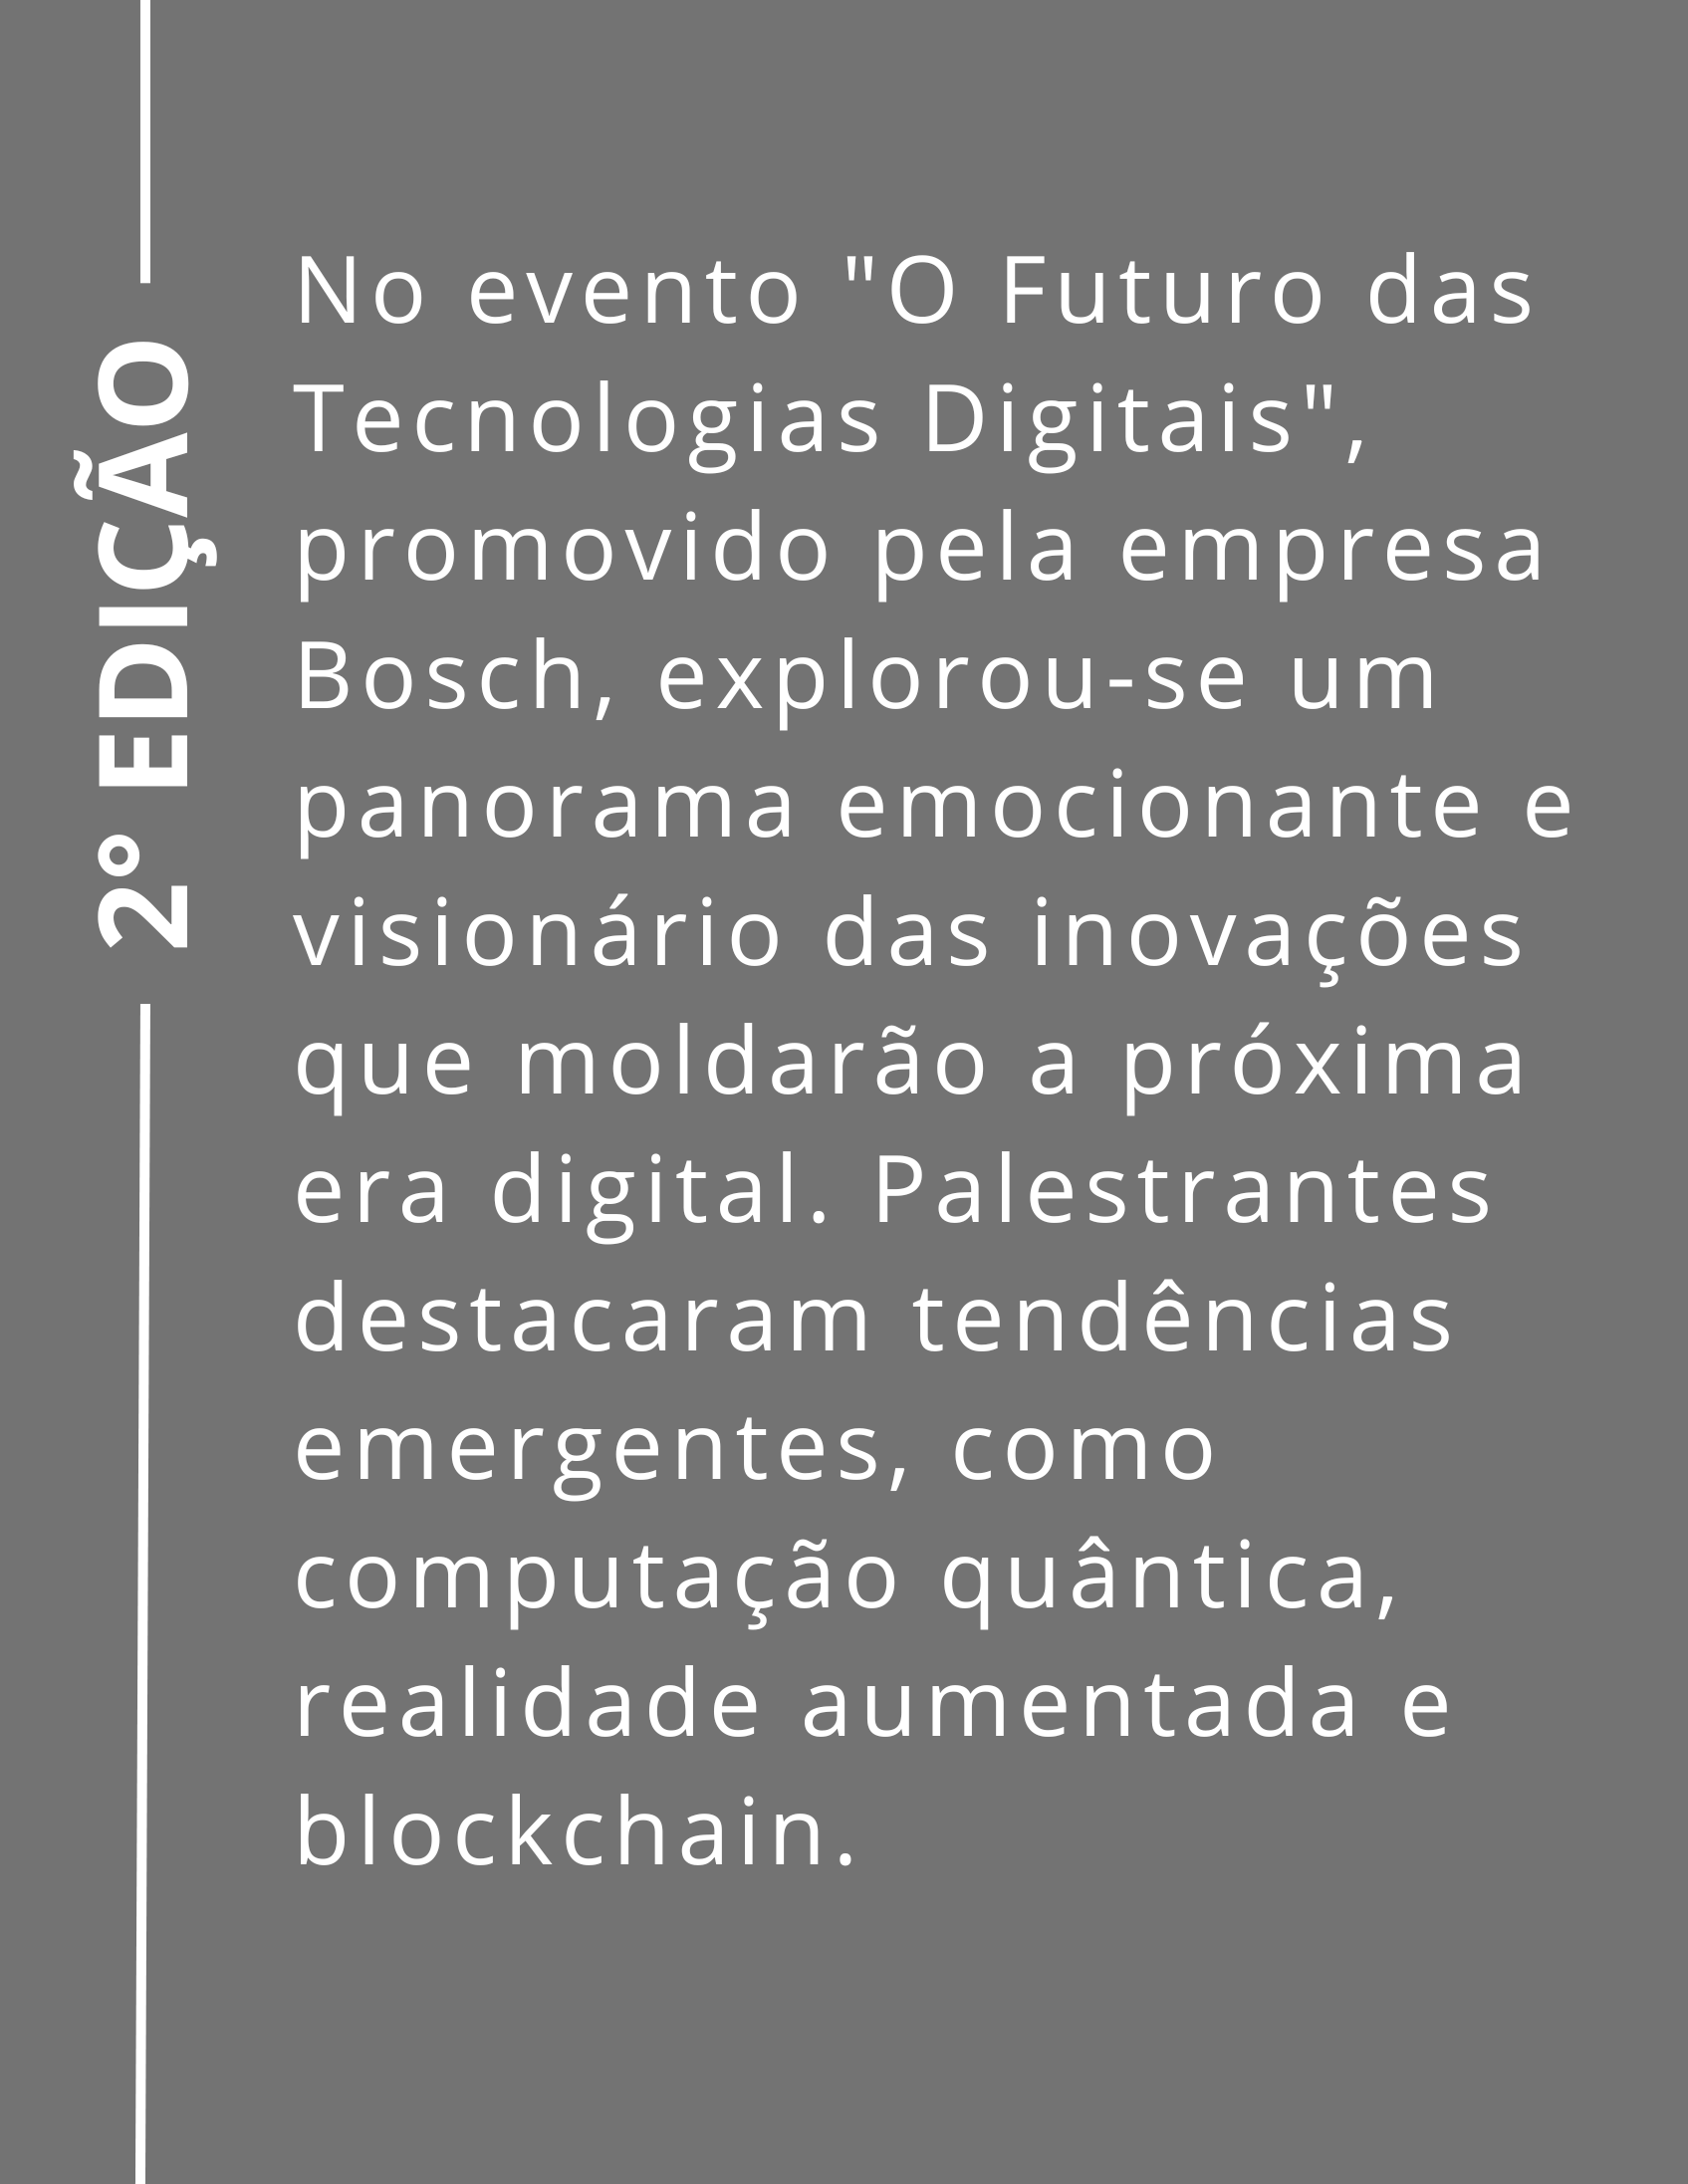 2° EDIÇÃO
No evento "O Futuro das
Tecnologias Digitais",
promovido pela empresa
Bosch, explorou-se um
panorama emocionante e
visionário das inovações
que moldarão a próxima
era digital. Palestrantes
destacaram tendências
emergentes, como
computação quântica,
realidade aumentada e
blockchain.